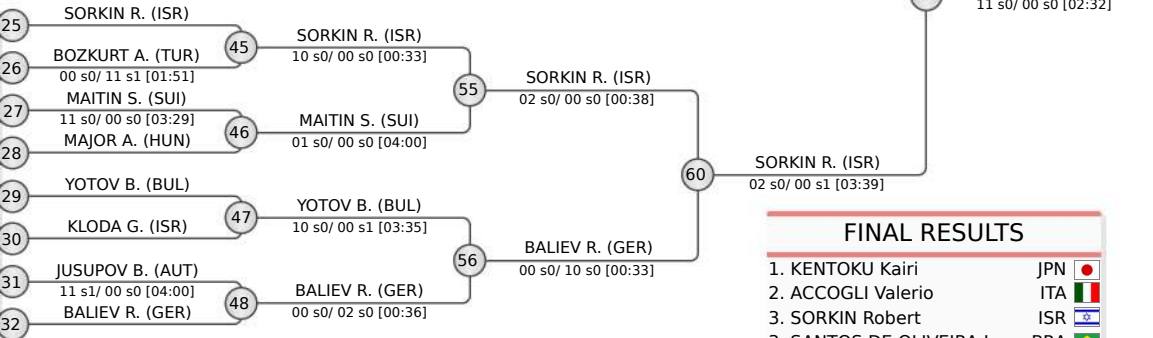 11 s0/ 00 s0 [02:32]
25
SORKIN R. (ISR)
45
SORKIN R. (ISR)
10 s0/ 00 s0 [00:33]
26
BOZKURT A. (TUR)
00 s0/ 11 s1 [01:51]
55
SORKIN R. (ISR)
02 s0/ 00 s0 [00:38]
27
MAITIN S. (SUI)
11 s0/ 00 s0 [03:29]
46
MAITIN S. (SUI)
01 s0/ 00 s0 [04:00]
28
MAJOR A. (HUN)
60
SORKIN R. (ISR)
02 s0/ 00 s1 [03:39]
29
YOTOV B. (BUL)
47
YOTOV B. (BUL)
10 s0/ 00 s1 [03:35]
30
KLODA G. (ISR)
56
BALIEV R. (GER)
00 s0/ 10 s0 [00:33]
31
JUSUPOV B. (AUT)
11 s1/ 00 s0 [04:00]
48
BALIEV R. (GER)
00 s0/ 02 s0 [00:36]
32
BALIEV R. (GER)
FINAL RESULTS
1. KENTOKU Kairi JPN
2. ACCOGLI Valerio ITA
3. SORKIN Robert ISR
3. SANTOS DE OLIVEIRA BRA